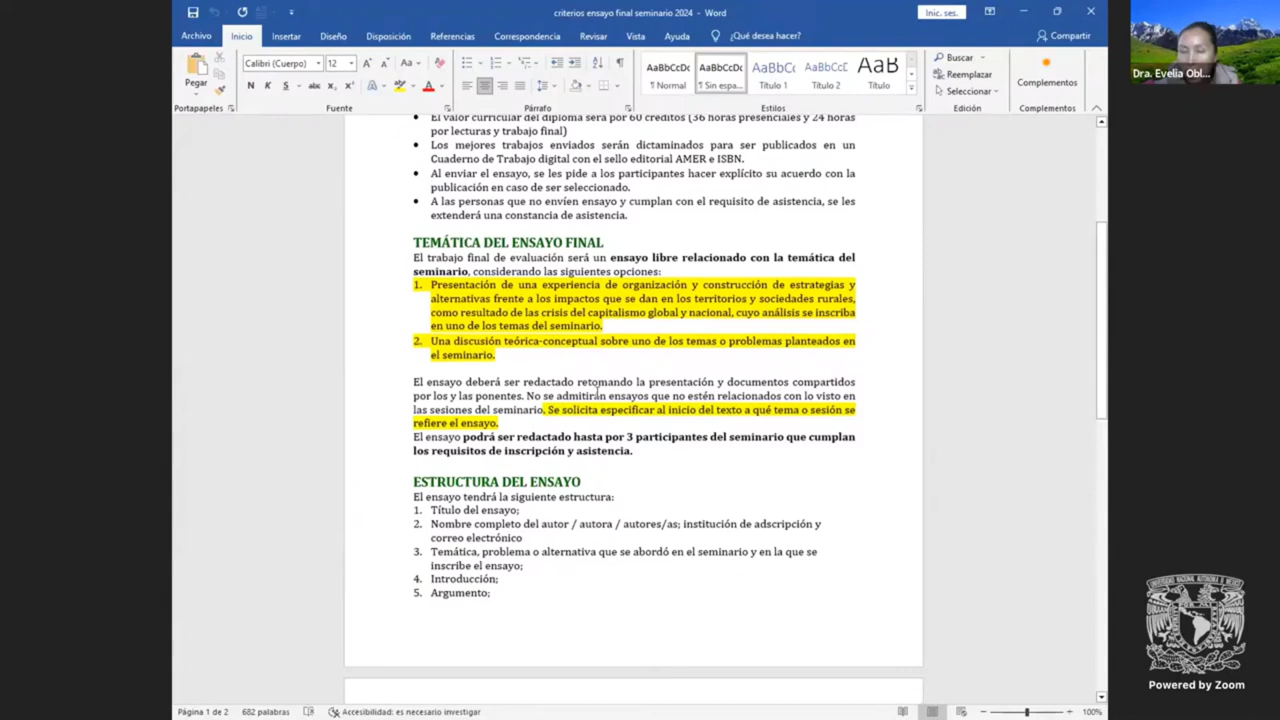 criterios ensayo final seminario 2024 - Word
Inic. ses.
Archivo Inicio Insertar Diseño Disposición Referencias Correspondencia Revisar Vista Ayuda ¿Qué desea hacer? Compartir
Pegar
Calibri (Cuerpo) 12
AaBbCcDc AaBbCcDc AaBbCc AaBbCcC AaB
¶ Normal ¶ Sin espa... Título 1 Título 2 Título
Buscar
Reemplazar
Seleccionar
Complementos
Portapapeles Fuente Párrafo Estilos Edición Complementos
Dra. Evelia Obl...
• El valor curricular del diploma será por 60 créditos (36 horas presenciales y 24 horas
por lecturas y trabajo final)
• Los mejores trabajos enviados serán dictaminados para ser publicados en un
Cuaderno de Trabajo digital con el sello editorial AMER e ISBN.
• Al enviar el ensayo, se les pide a los participantes hacer explícito su acuerdo con la
publicación en caso de ser seleccionado.
• A las personas que no envíen ensayo y cumplan con el requisito de asistencia, se les
extenderá una constancia de asistencia.
TEMÁTICA DEL ENSAYO FINAL
El trabajo final de evaluación será un ensayo libre relacionado con la temática del
seminario, considerando las siguientes opciones:
1. Presentación de una experiencia de organización y construcción de estrategias y
alternativas frente a los impactos que se dan en los territorios y sociedades rurales,
como resultado de las crisis del capitalismo global y nacional, cuyo análisis se inscriba
en uno de los temas del seminario.
2. Una discusión teórica-conceptual sobre uno de los temas o problemas planteados en
el seminario.
El ensayo deberá ser redactado retomando la presentación y documentos compartidos
por los y las ponentes. No se admitirán ensayos que no estén relacionados con lo visto en
las sesiones del seminario. Se solicita especificar al inicio del texto a qué tema o sesión se
refiere el ensayo.
El ensayo podrá ser redactado hasta por 3 participantes del seminario que cumplan
los requisitos de inscripción y asistencia.
ESTRUCTURA DEL ENSAYO
El ensayo tendrá la siguiente estructura:
1. Título del ensayo;
2. Nombre completo del autor / autora / autores/as; institución de adscripción y
correo electrónico
3. Temática, problema o alternativa que se abordó en el seminario y en la que se
inscribe el ensayo;
4. Introducción;
5. Argumento;
Powered by Zoom
Página 1 de 2 682 palabras Accesibilidad: es necesario investigar 100%